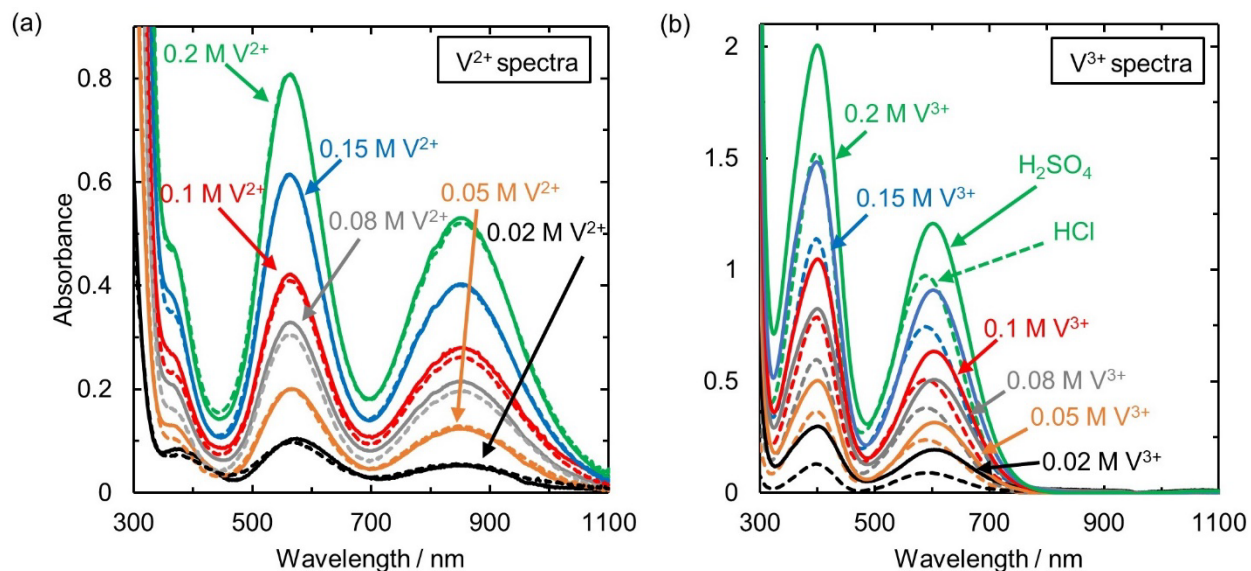 (a)
V²⁺ spectra
0.2 M V²⁺
0.15 M V²⁺
0.1 M V²⁺
0.08 M V²⁺
0.05 M V²⁺
0.02 M V²⁺
Absorbance
0.8
0.6
0.4
0.2
0
300 500 700 900 1100
Wavelength / nm
(b)
V³⁺ spectra
0.2 M V³⁺
H₂SO₄
0.15 M V³⁺
HCl
0.1 M V³⁺
0.08 M V³⁺
0.05 M V³⁺
0.02 M V³⁺
2
1.5
1
0.5
0
300 500 700 900 1100
Wavelength / nm